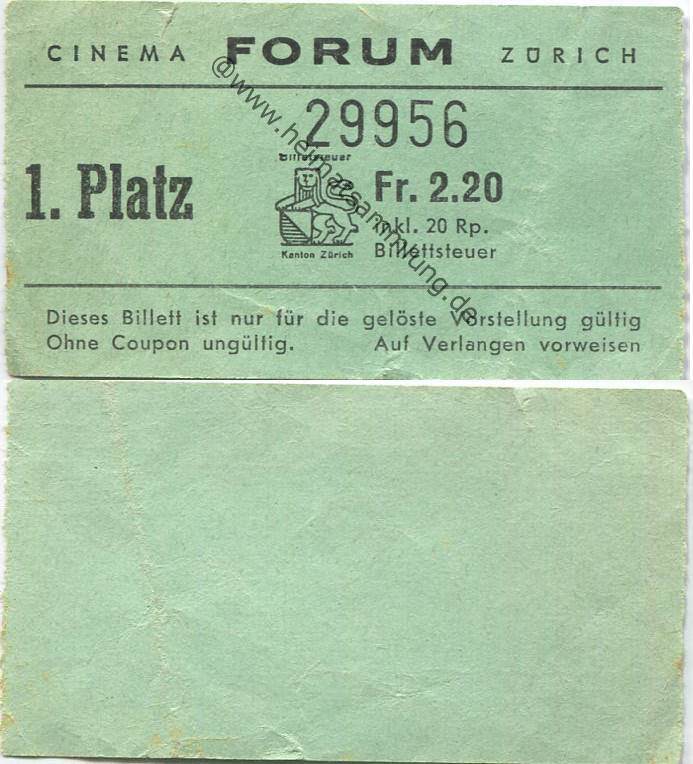 CINEMA FORUM ZÜRICH
29956
1. Platz
Billetsteuer
Kanton Zürich
Fr. 2.20
inkl. 20 Rp.
Billettsteuer
Dieses Billett ist nur für die gelöste Vorstellung gültig
Ohne Coupon ungültig. Auf Verlangen vorweisen
@www.heimatsammlung.de